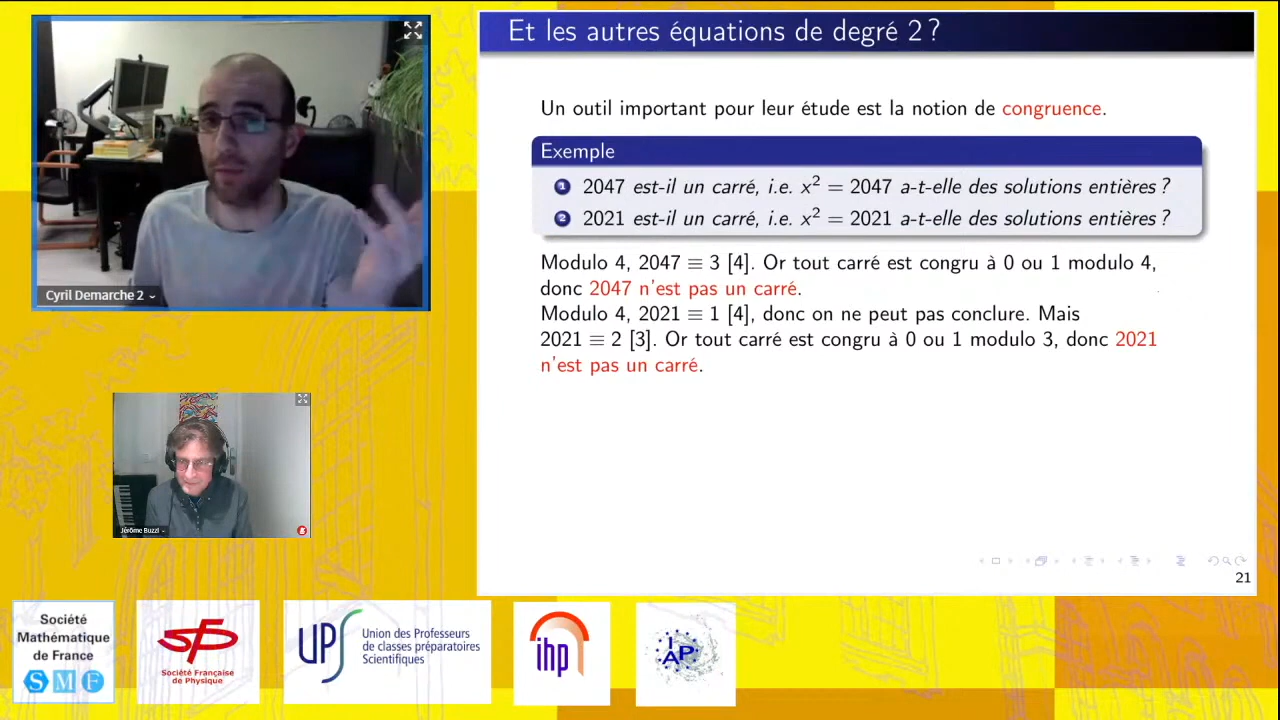 Et les autres équations de degré 2 ?
Un outil important pour leur étude est la notion de congruence.
Exemple
1 2047 est-il un carré, i.e. x² = 2047 a-t-elle des solutions entières ?
2 2021 est-il un carré, i.e. x² = 2021 a-t-elle des solutions entières ?
Modulo 4, 2047 ≡ 3 [4]. Or tout carré est congru à 0 ou 1 modulo 4,
donc 2047 n'est pas un carré.
Modulo 4, 2021 ≡ 1 [4], donc on ne peut pas conclure. Mais
2021 ≡ 2 [3]. Or tout carré est congru à 0 ou 1 modulo 3, donc 2021
n'est pas un carré.
21
Cyril Demarche 2
Jérôme Buzzi
Société
Mathématique
de France
SMF
sfp
Société Française
de Physique
UPS
Union des Professeurs
de classes préparatoires
Scientifiques
ihp
IAP